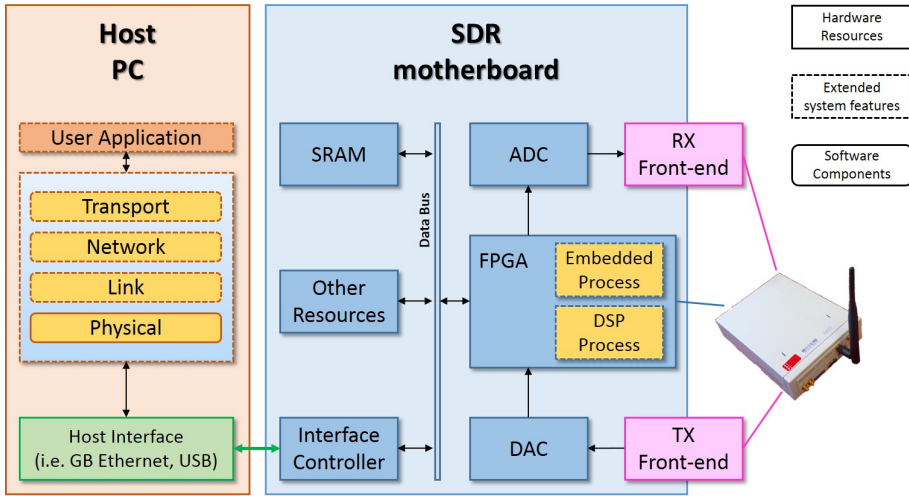 Host
PC
SDR
motherboard
Hardware
Resources
Extended
system features
Software
Components
User Application
Transport
Network
Link
Physical
Host Interface
(i.e. GB Ethernet, USB)
SRAM
Other
Resources
Interface
Controller
Data Bus
ADC
FPGA
Embedded
Process
DSP
Process
DAC
RX
Front-end
TX
Front-end